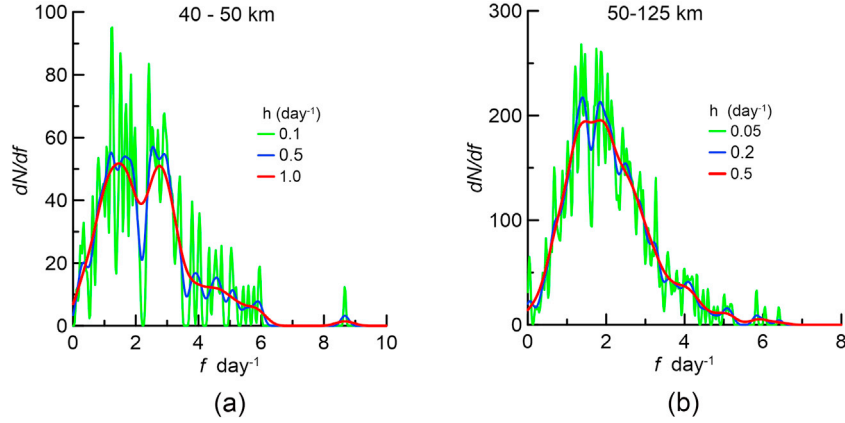 40 - 50 km
100
80
60
40
20
0
dN/df
h (day-1)
0.1
0.5
1.0
0 2 4 6 8 10
f day-1
(a)
50-125 km
300
200
100
0
dN/df
h (day-1)
0.05
0.2
0.5
0 2 4 6 8
f day-1
(b)